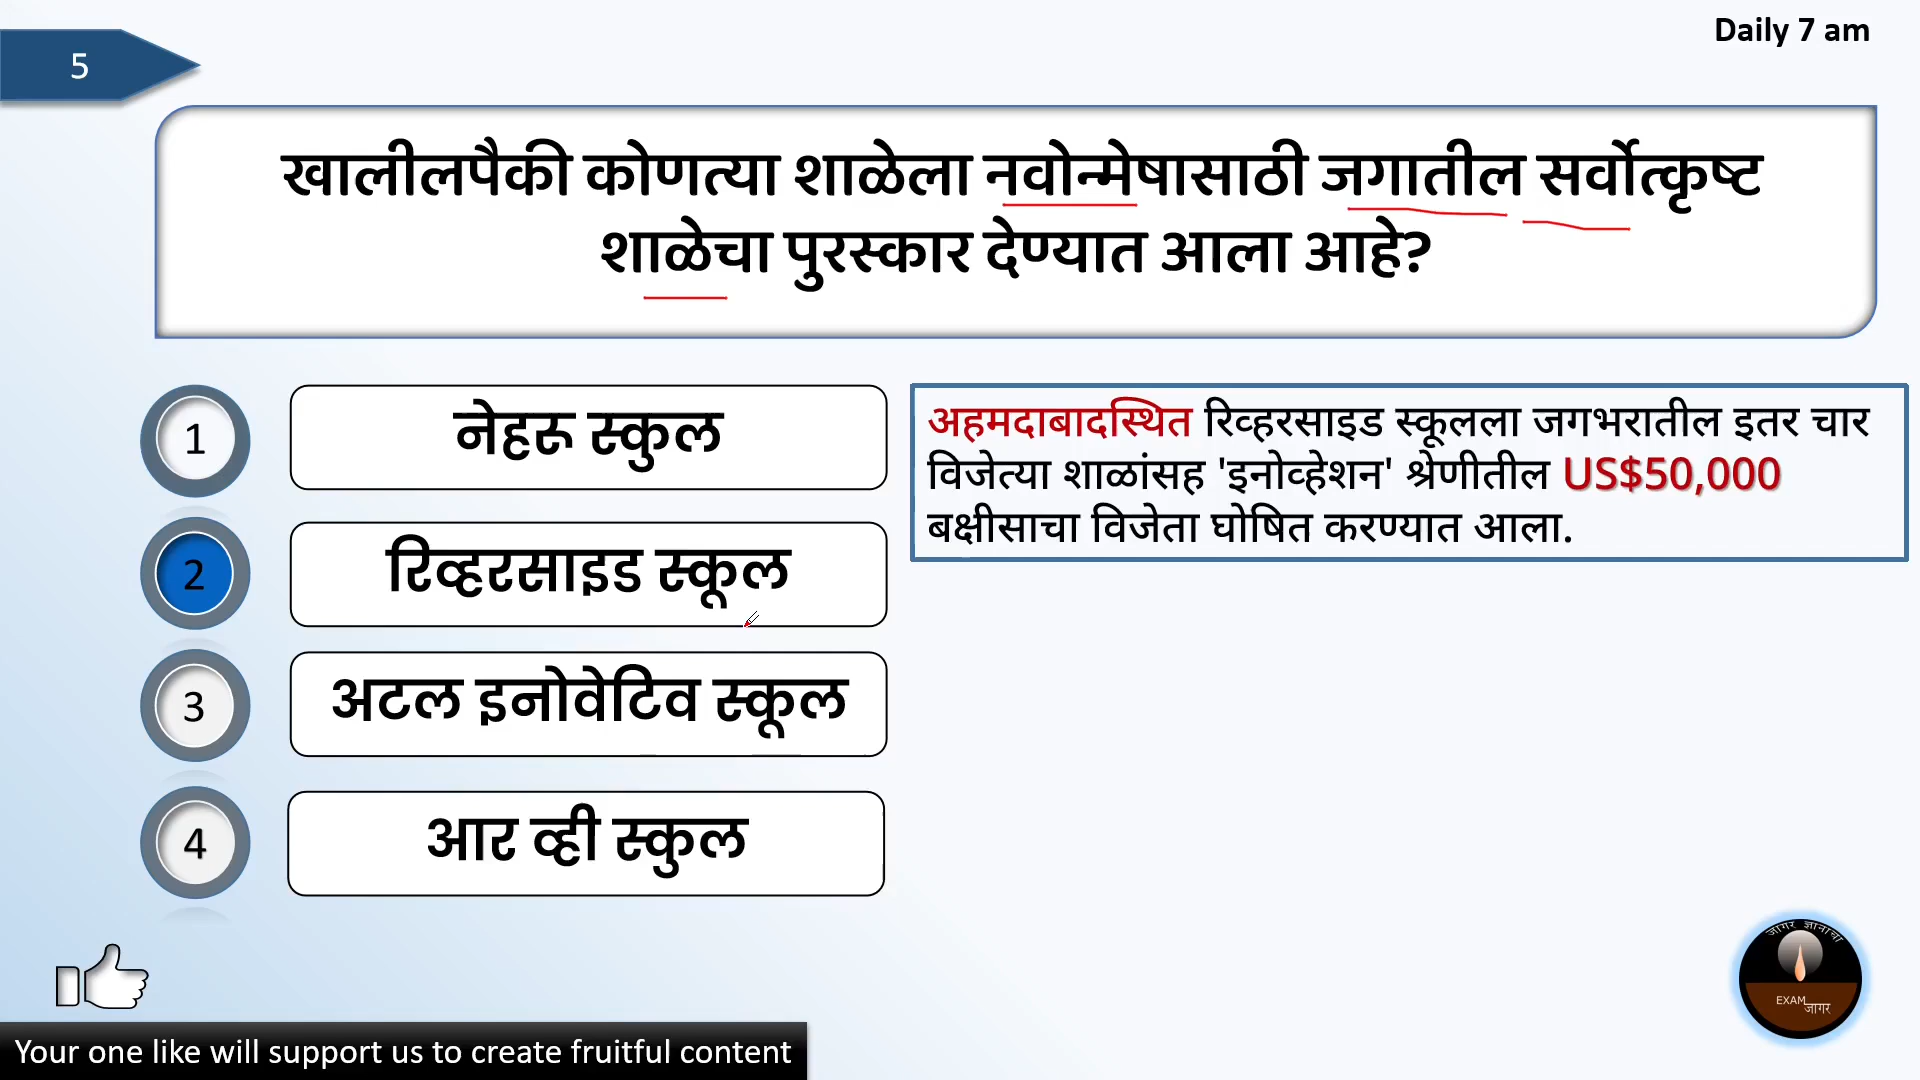 Daily 7 am
5
खालीलपैकी कोणत्या शाळेला नवोन्मेषासाठी जगातील सर्वोत्कृष्ट
शाळेचा पुरस्कार देण्यात आला आहे?
1
नेहरू स्कुल
अहमदाबादस्थित रिव्हरसाइड स्कूलला जगभरातील इतर चार
विजेत्या शाळांसह 'इनोव्हेशन' श्रेणीतील US$50,000
बक्षीसाचा विजेता घोषित करण्यात आला.
2
रिव्हरसाइड स्कूल
3
अटल इनोवेटिव स्कूल
4
आर व्ही स्कुल
जागर ज्ञानाचा
EXAM
जागर
Your one like will support us to create fruitful content